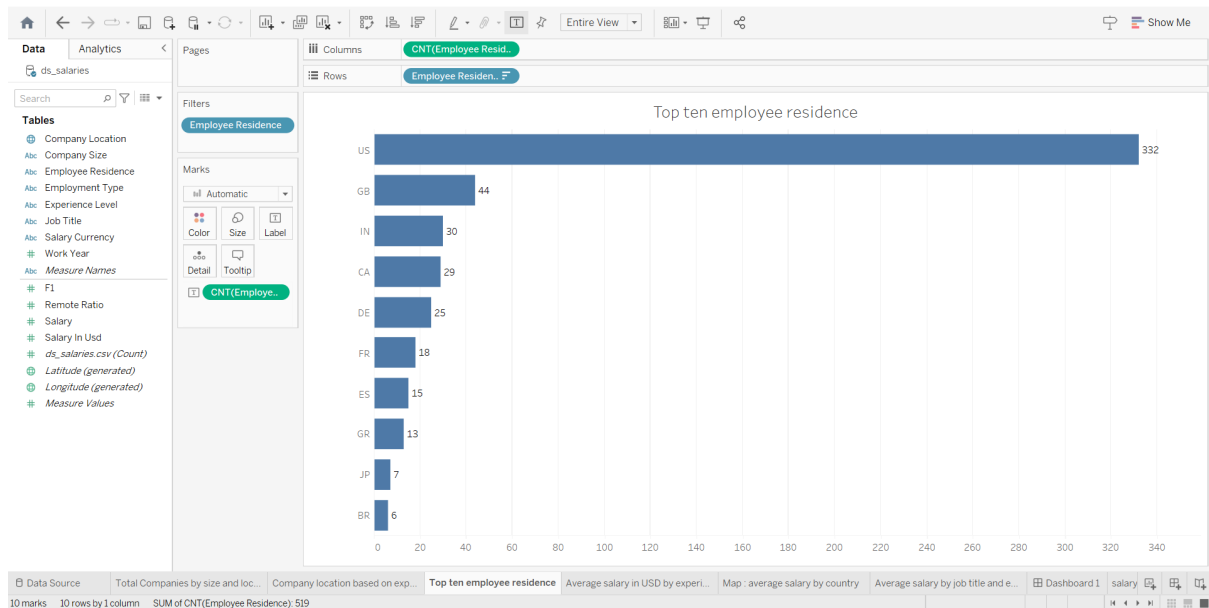 Entire View
Show Me
Data Analytics <
ds_salaries
Search
Tables
Company Location
Abc Company Size
Abc Employee Residence
Abc Employment Type
Abc Experience Level
Abc Job Title
Abc Salary Currency
# Work Year
Abc Measure Names
# F1
# Remote Ratio
# Salary
# Salary In Usd
# ds_salaries.csv (Count)
Latitude (generated)
Longitude (generated)
# Measure Values
Pages
Filters
Employee Residence
Marks
Automatic
Color Size Label
Detail Tooltip
CNT(Employe..
Columns CNT(Employee Resid..
Rows Employee Residen..
Top ten employee residence
US 332
GB 44
IN 30
CA 29
DE 25
FR 18
ES 15
GR 13
JP 7
BR 6
0 20 40 60 80 100 120 140 160 180 200 220 240 260 280 300 320 340
Data Source Total Companies by size and loc... Company location based on exp... Top ten employee residence Average salary in USD by experi... Map : average salary by country Average salary by job title and e... Dashboard 1 salary
10 marks 10 rows by 1 column SUM of CNT(Employee Residence): 519